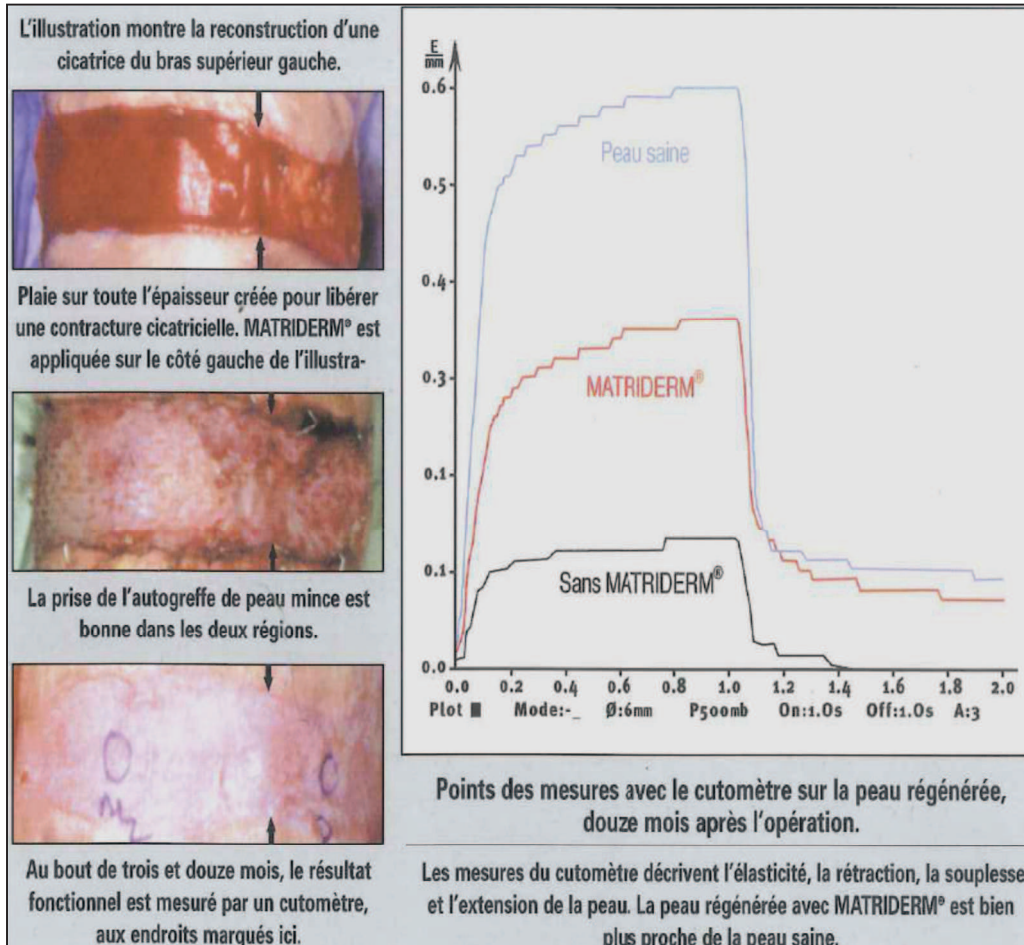 L'illustration montre la reconstruction d'une
cicatrice du bras supérieur gauche.
Plaie sur toute l'épaisseur créée pour libérer
une contracture cicatricielle. MATRIDERM® est
appliquée sur le côté gauche de l'illustra-
La prise de l'autogreffe de peau mince est
bonne dans les deux régions.
Au bout de trois et douze mois, le résultat
fonctionnel est mesuré par un cutomètre,
aux endroits marqués ici.
E
mm
0.6
0.5
0.4
0.3
0.1
0.1
0.0
Peau saine
MATRIDERM®
Sans MATRIDERM®
0.0 0.2 0.4 0.6 0.8 1.0 1.2 1.4 1.6 1.8 2.0
Plot ■ Mode:-_ Ø:6mm P500mb On:1.0s Off:1.0s A:3
Points des mesures avec le cutomètre sur la peau régénérée,
douze mois après l'opération.
Les mesures du cutomètre décrivent l'élasticité, la rétraction, la souplesse
et l'extension de la peau. La peau régénérée avec MATRIDERM® est bien
plus proche de la peau saine.